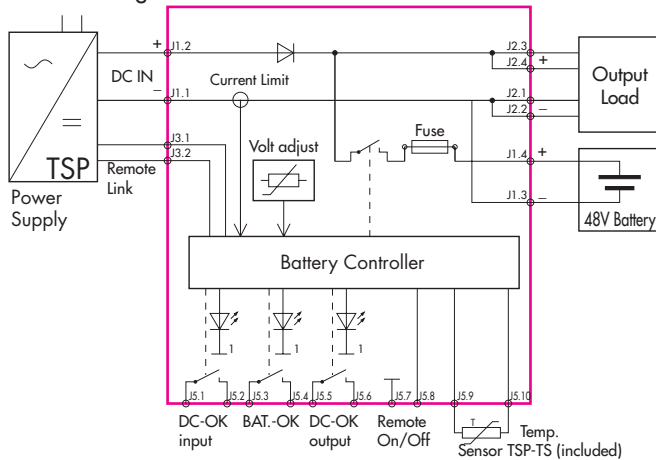 J1.2
J2.3
+
DC IN
J2.4
+
Output
Load
Current Limit
–
J1.1
J2.1
J2.2
–
Fuse
J3.1
Volt adjust
TSP
J3.2
Remote
Link
J1.4
+
Power
Supply
J1.3
–
48V Battery
Battery Controller
1
1
1
J5.1
J5.2
J5.3
J5.4
J5.5
J5.6
J5.7
J5.8
J5.9
J5.10
DC-OK
input
BAT.-OK
DC-OK
output
Remote
On/Off
T
Temp.
Sensor TSP-TS (included)